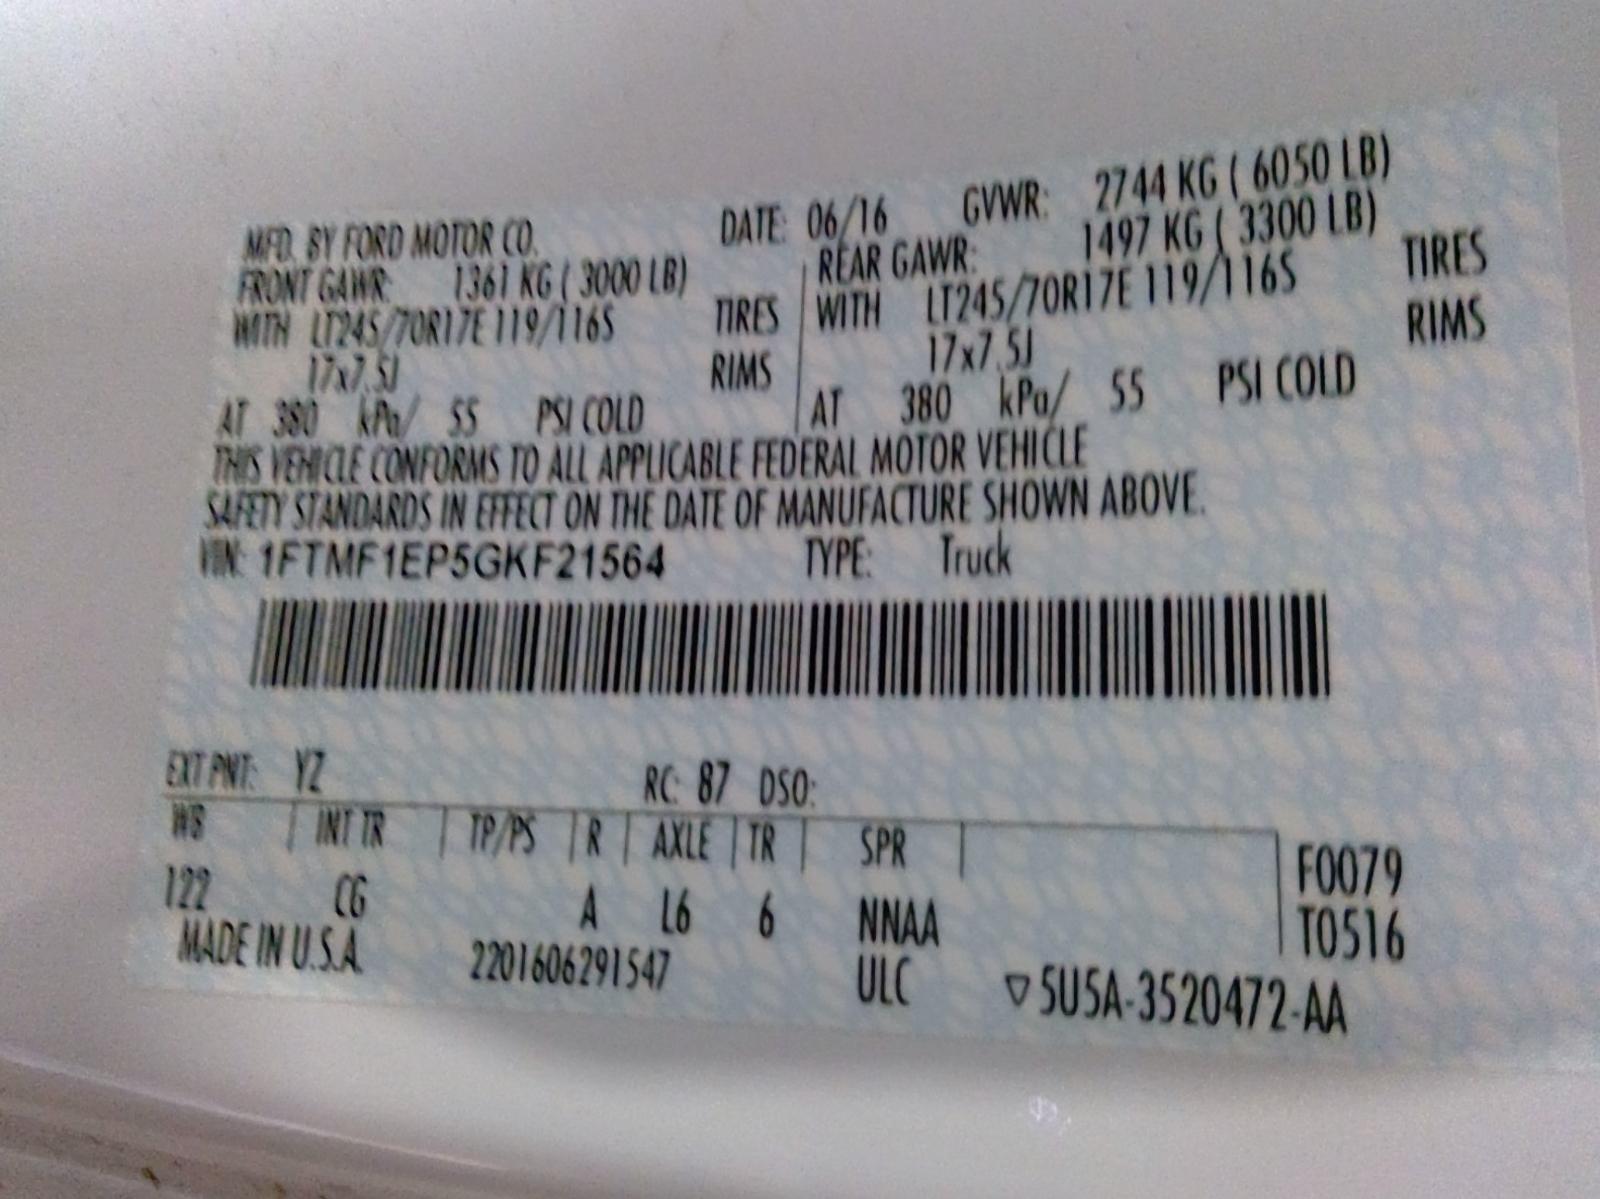 MFD. BY FORD MOTOR CO. DATE: 06/16 GVWR: 2744 KG ( 6050 LB)
FRONT GAWR: 1361 KG ( 3000 LB) REAR GAWR: 1497 KG ( 3300 LB)
WITH LT245/70R17E 119/116S TIRES WITH LT245/70R17E 119/116S TIRES
17x7.5J RIMS 17x7.5J RIMS
AT 380 kPa/ 55 PSI COLD AT 380 kPa/ 55 PSI COLD
THIS VEHICLE CONFORMS TO ALL APPLICABLE FEDERAL MOTOR VEHICLE
SAFETY STANDARDS IN EFFECT ON THE DATE OF MANUFACTURE SHOWN ABOVE.
VIN: 1FTMF1EP5GKF21564 TYPE: Truck
EXT PNT: YZ RC: 87 DSO:
WB INT TR TP/PS R AXLE TR SPR
122 CG A L6 6 NNAA F0079
T0516
MADE IN U.S.A. 2201606291547 ULC ▽5U5A-3520472-AA